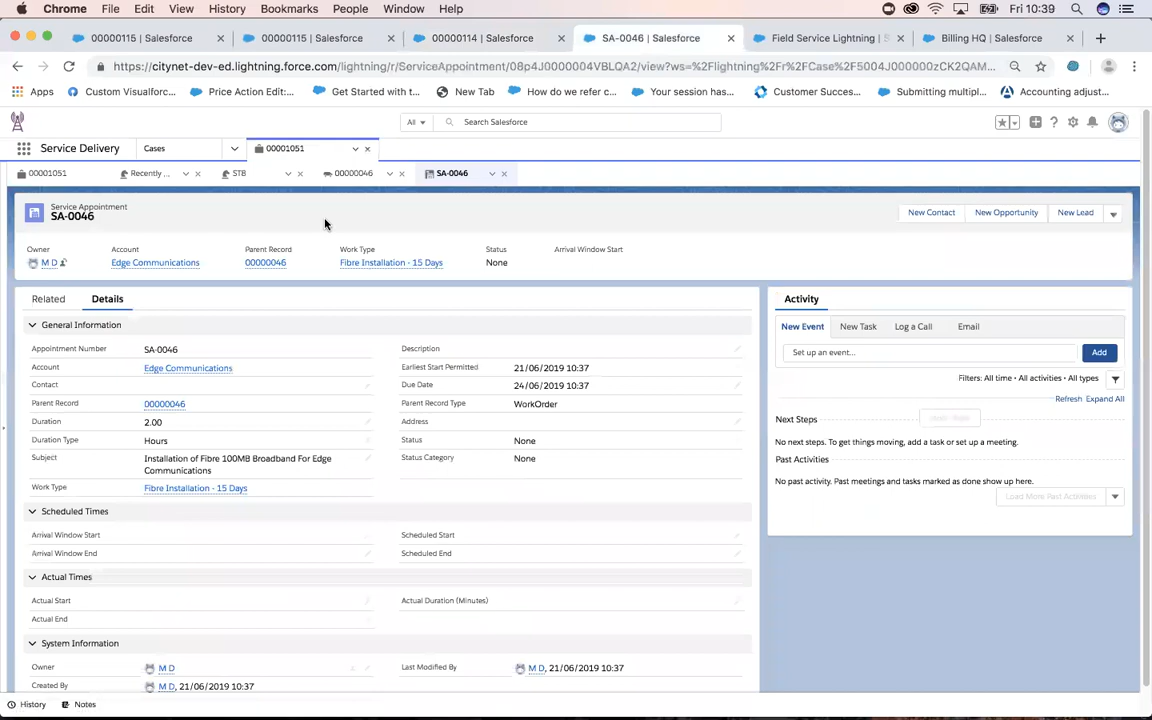 Chrome File Edit View History Bookmarks People Window Help Fri 10:39
00000115 | Salesforce 00000115 | Salesforce 00000114 | Salesforce SA-0046 | Salesforce Field Service Lightning | S Billing HQ | Salesforce
https://citynet-dev-ed.lightning.force.com/lightning/r/ServiceAppointment/08p4J0000004VBLQA2/view?ws=%2Flightning%2Fr%2FCase%2F5004J000000zCK2QAM...
Apps Custom Visualforc... Price Action Edit:... Get Started with t... New Tab How do we refer c... Your session has... Customer Succes... Submitting multipl... Accounting adjust...
All Search Salesforce
Service Delivery Cases 00001051
00001051 Recently ... STB 00000046 SA-0046
Service Appointment
SA-0046
New Contact New Opportunity New Lead
Owner Account Parent Record Work Type Status Arrival Window Start
M D Edge Communications 00000046 Fibre Installation - 15 Days None
Related Details
General Information
Appointment Number SA-0046 Description
Account Edge Communications Earliest Start Permitted 21/06/2019 10:37
Contact Due Date 24/06/2019 10:37
Parent Record 00000046 Parent Record Type WorkOrder
Duration 2.00 Address
Duration Type Hours Status None
Subject Installation of Fibre 100MB Broadband For Edge Communications Status Category None
Work Type Fibre Installation - 15 Days
Scheduled Times
Arrival Window Start Scheduled Start
Arrival Window End Scheduled End
Actual Times
Actual Start Actual Duration (Minutes)
Actual End
System Information
Owner M D Last Modified By M D, 21/06/2019 10:37
Created By M D, 21/06/2019 10:37
Activity
New Event New Task Log a Call Email
Set up an event... Add
Filters: All time • All activities • All types
Refresh Expand All
Next Steps
No next steps. To get things moving, add a task or set up a meeting.
Past Activities
No past activity. Past meetings and tasks marked as done show up here.
Load More Past Activities
History Notes